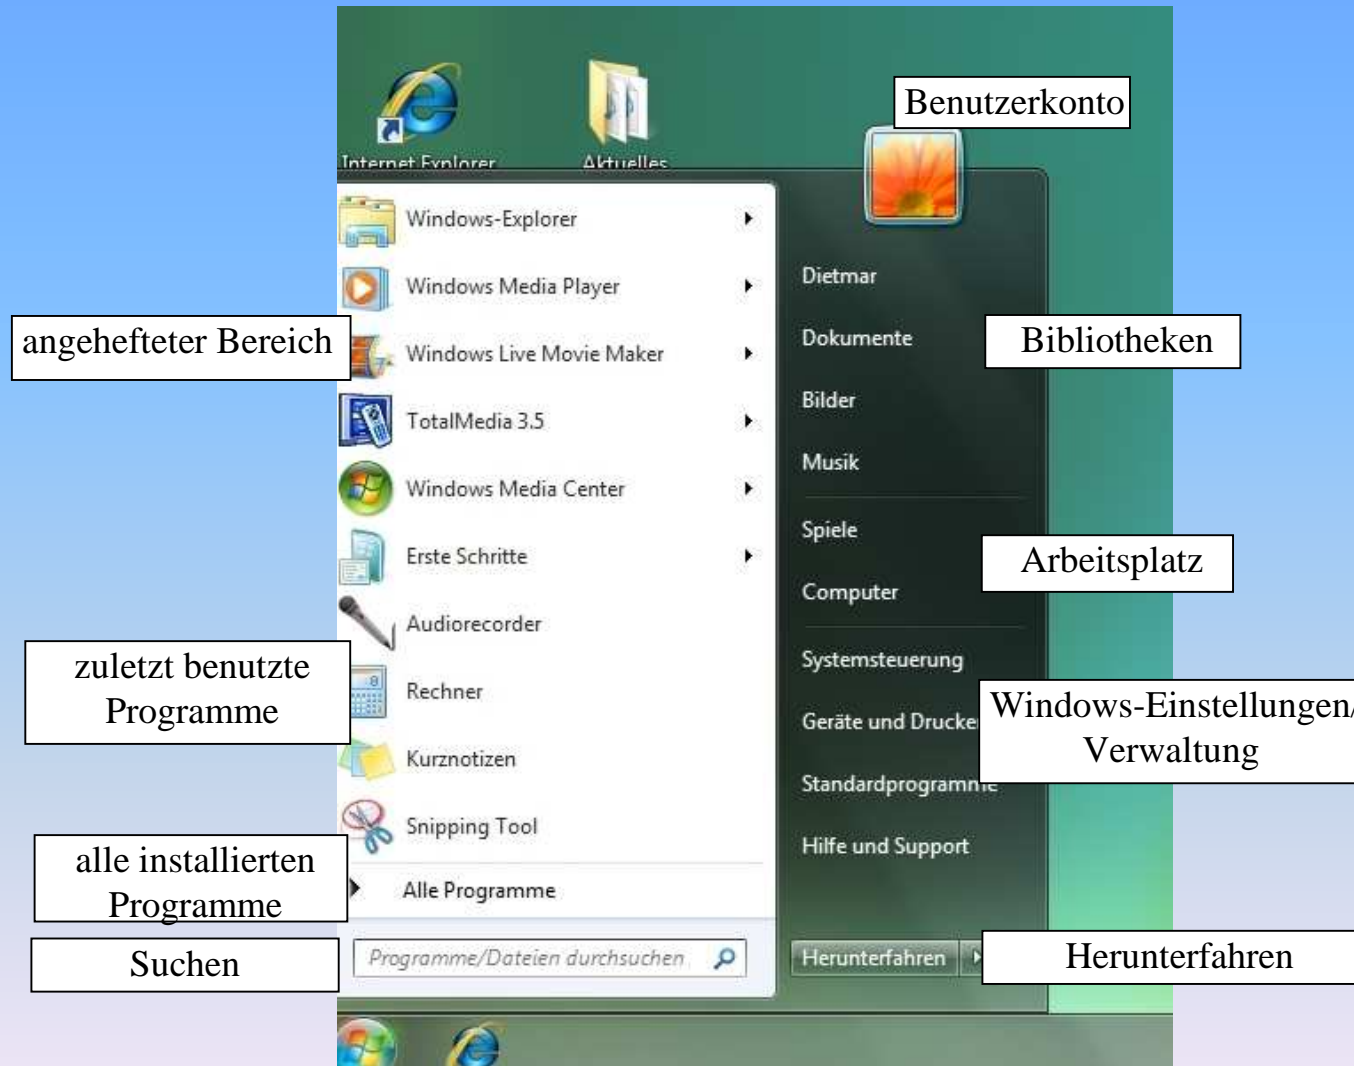 Benutzerkonto
Internet Explorer
Aktuelles
Windows-Explorer
Windows Media Player
angehefteter Bereich
Windows Live Movie Maker
TotalMedia 3.5
Windows Media Center
Erste Schritte
Audiorecorder
zuletzt benutzte
Programme
Rechner
Kurznotizen
Snipping Tool
alle installierten
Programme
Alle Programme
Suchen
Programme/Dateien durchsuchen
Dietmar
Dokumente
Bibliotheken
Bilder
Musik
Spiele
Arbeitsplatz
Computer
Systemsteuerung
Geräte und Drucker
Windows-Einstellungen/
Verwaltung
Standardprogramme
Hilfe und Support
Herunterfahren
Herunterfahren